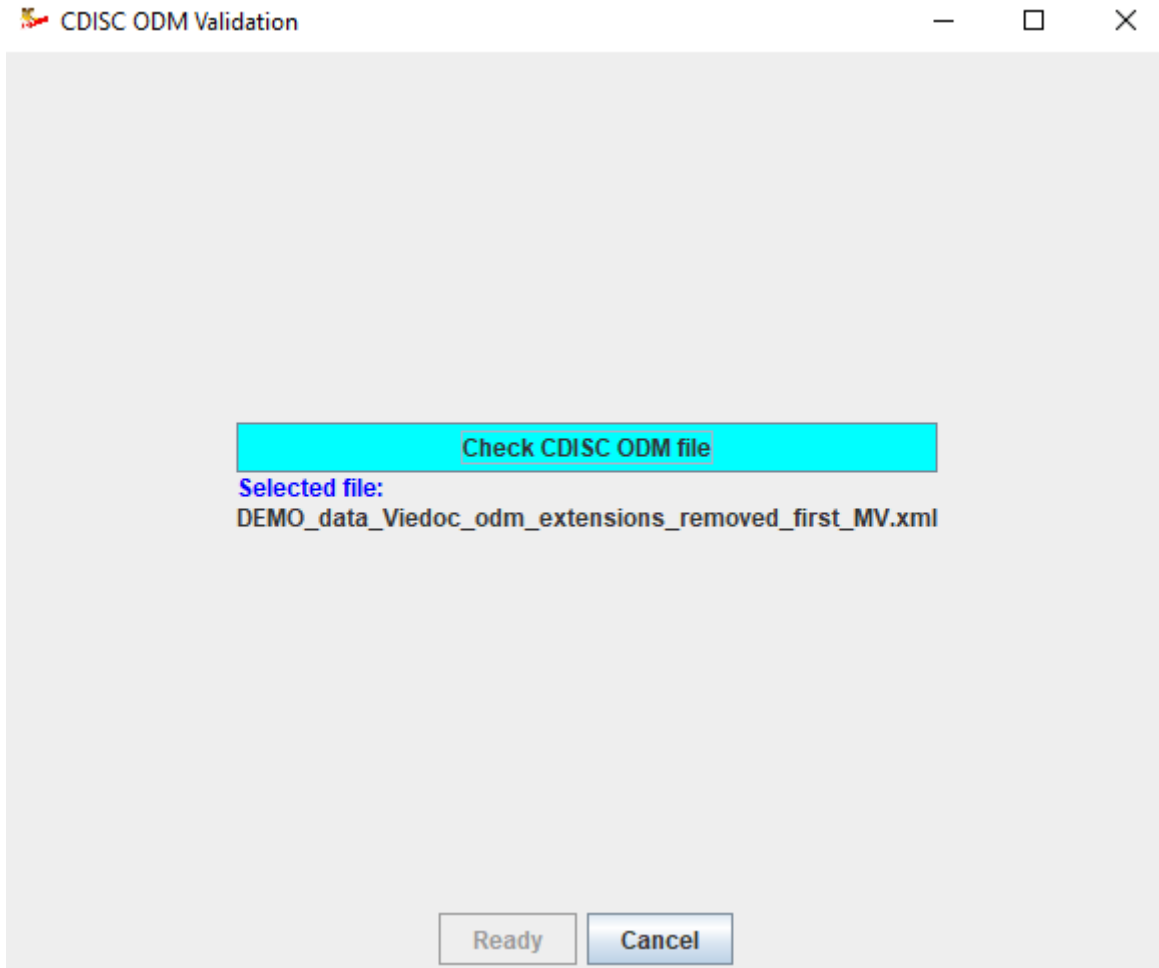 CDISC ODM Validation
Check CDISC ODM file
Selected file:
DEMO_data_Viedoc_odm_extensions_removed_first_MV.xml
Ready Cancel